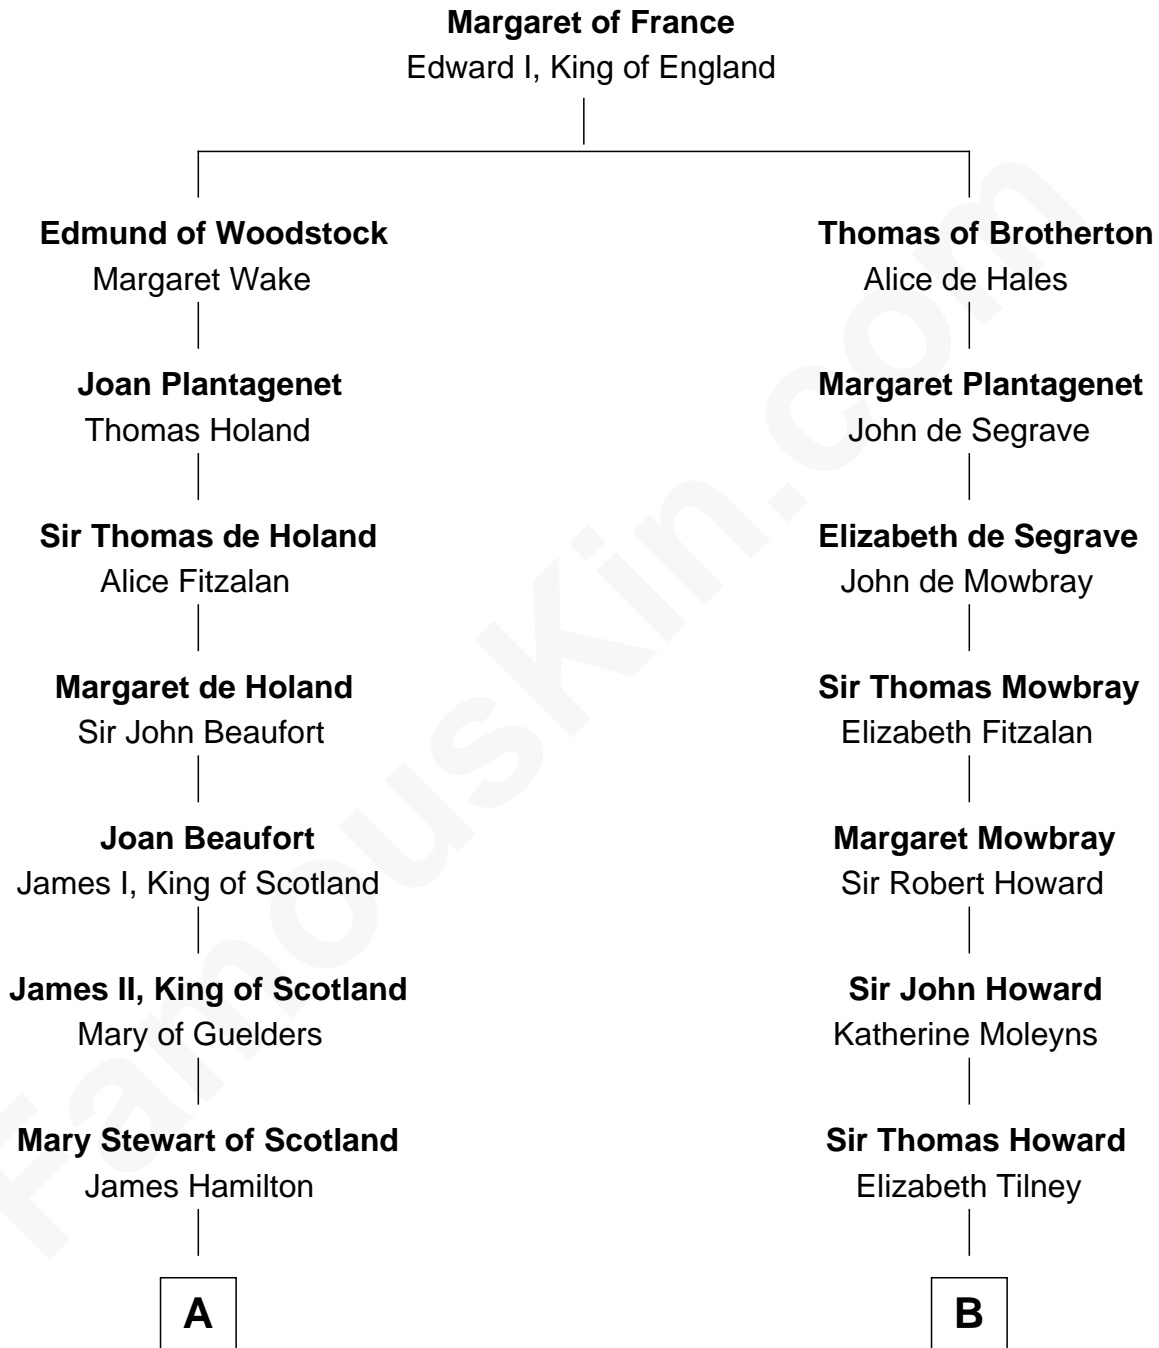 Margaret of France
Edward I, King of England
Edmund of Woodstock
Margaret Wake
Joan Plantagenet
Thomas Holand
Sir Thomas de Holand
Alice Fitzalan
Margaret de Holand
Sir John Beaufort
Joan Beaufort
James I, King of Scotland
James II, King of Scotland
Mary of Guelders
Mary Stewart of Scotland
James Hamilton
A
Thomas of Brotherton
Alice de Hales
Margaret Plantagenet
John de Segrave
Elizabeth de Segrave
John de Mowbray
Sir Thomas Mowbray
Elizabeth Fitzalan
Margaret Mowbray
Sir Robert Howard
Sir John Howard
Katherine Moleyns
Sir Thomas Howard
Elizabeth Tilney
B
FamousKin.com